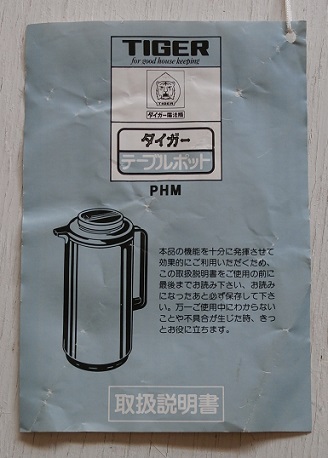 TIGER
for good house keeping
TIGER
タイガー魔法瓶
タイガー
テーブルポット
PHM
本品の機能を十分に発揮させて
効果的にご利用いただくため、
この取扱説明書をご使用の前に
最後までお読み下さい、お読み
になったあと必ず保存して下さ
い。万一ご使用中にわからない
ことや不具合が生じた時、きっ
とお役に立ちます。
取扱説明書